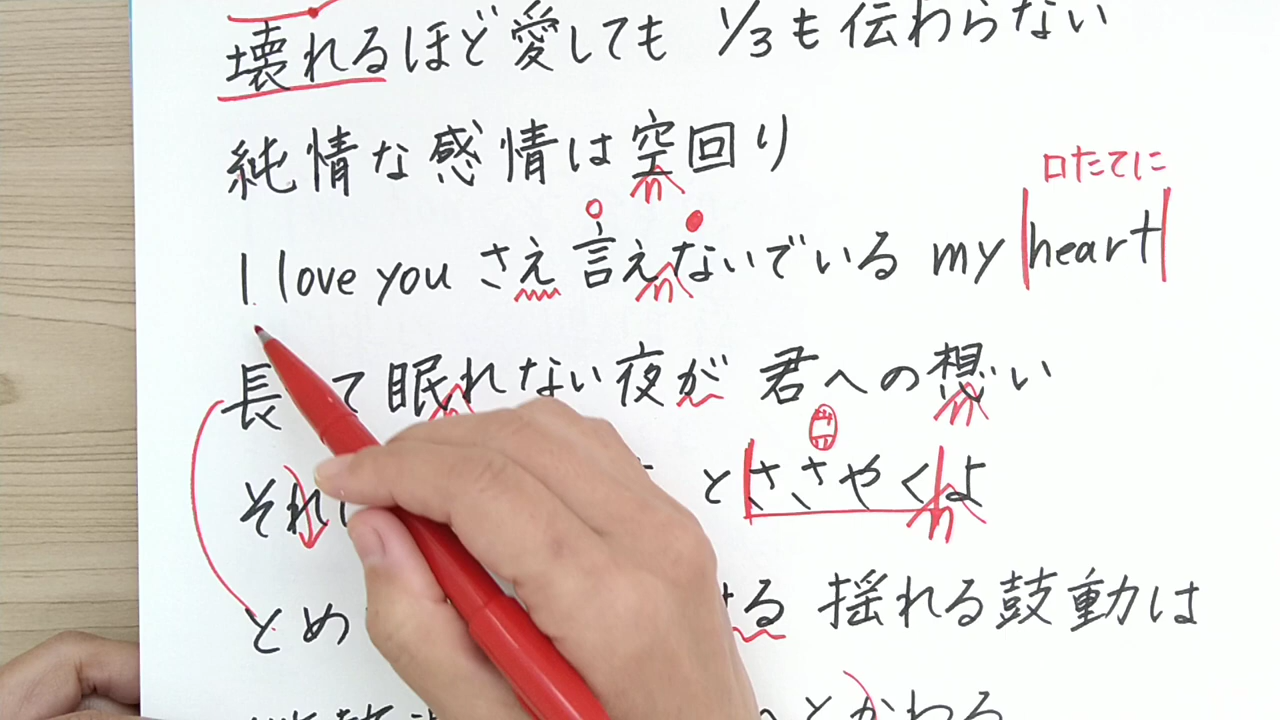 壊れるほど愛しても 1/3も伝わらない
純情な感情は空回り
口たてに
I love you さえ言えないでいる my heart
長 て眠れない夜が 君への想い
それ とささやくよ
とめ る 揺れる鼓動は
とかわる